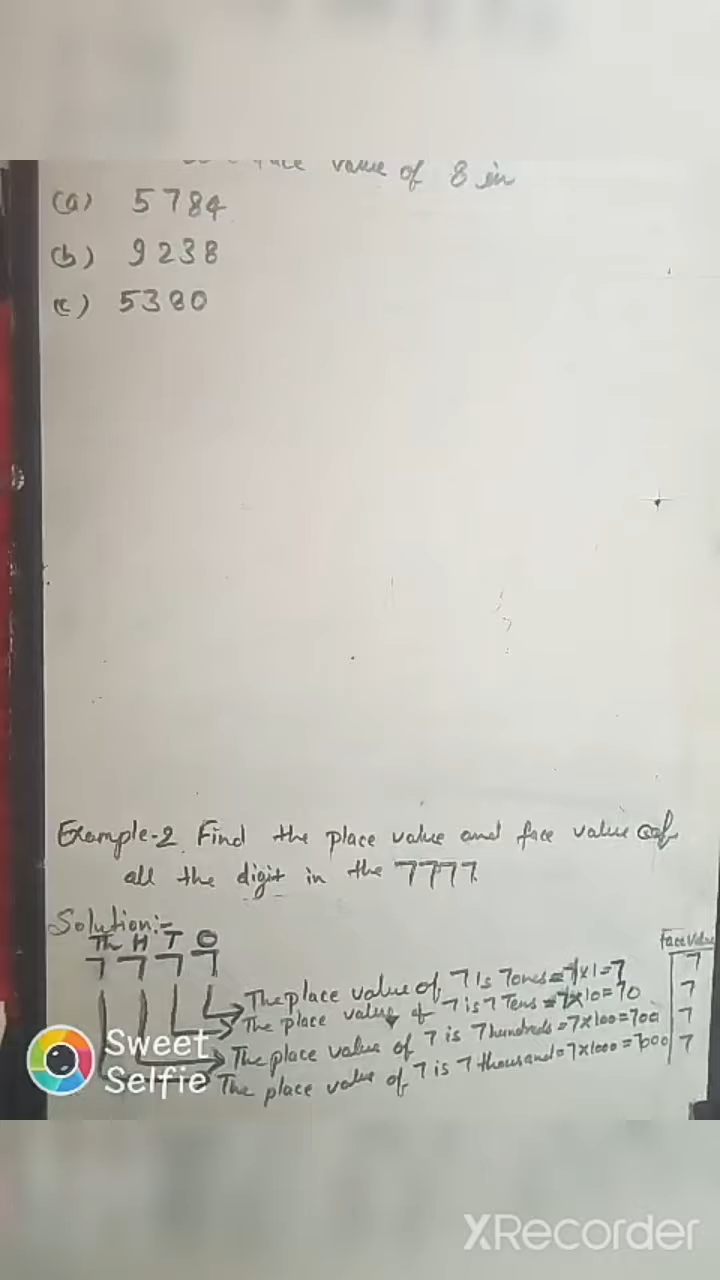 face value of 8 in
(a) 5784
(b) 9238
(c) 5380
Example-2 Find the place value and face value of
all the digit in the 7777.
Solution:-
Th H T O
7 7 7 7
Face Value
The place value of 7 is 7ones=7x1=7 7
The place value of 7 is 7 Tens=7x10=70 7
The place value of 7 is 7 hundreds=7x100=700 7
The place value of 7 is 7 thousand=7x1000=7000 7
Sweet
Selfie
XRecorder